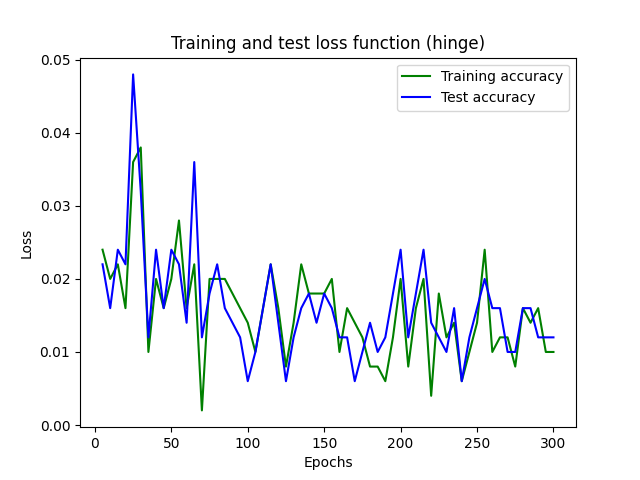 Training and test loss function (hinge)
Training accuracy
Test accuracy
Loss
0.05
0.04
0.03
0.02
0.01
0.00
0 50 100 150 200 250 300
Epochs